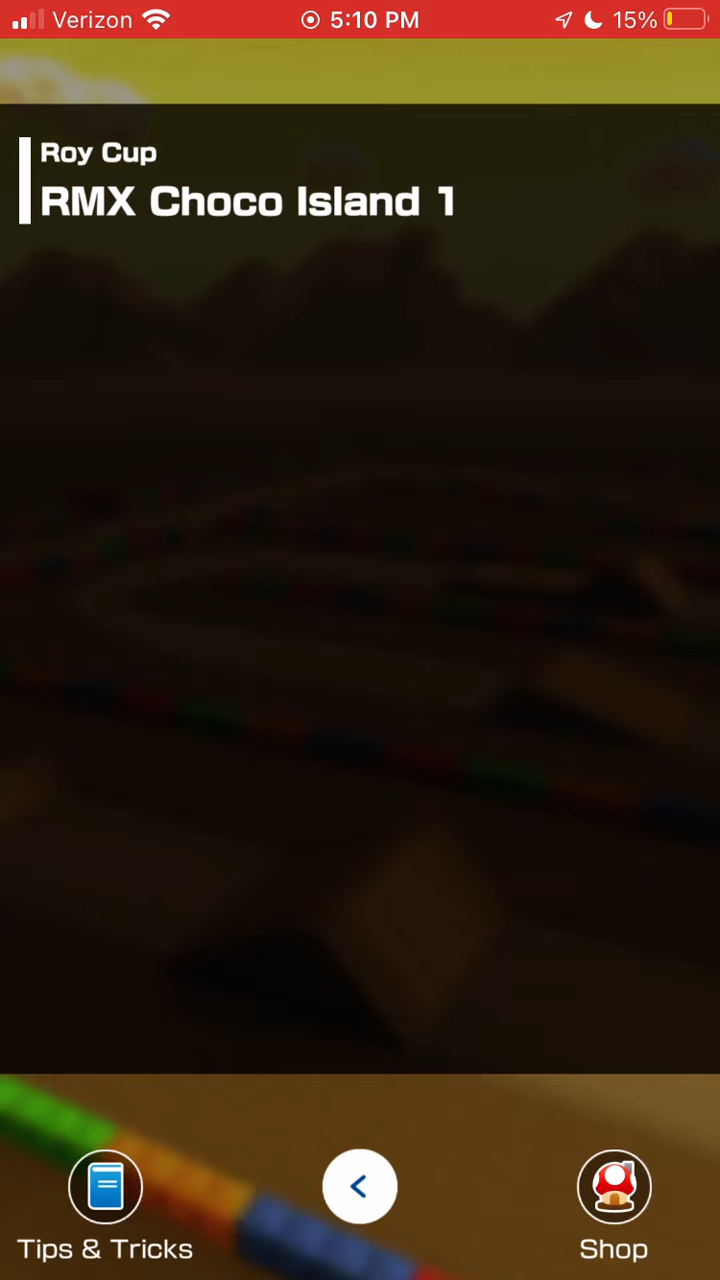 Verizon 5:10 PM 15%
Roy Cup
RMX Choco Island 1
Tips & Tricks
Shop